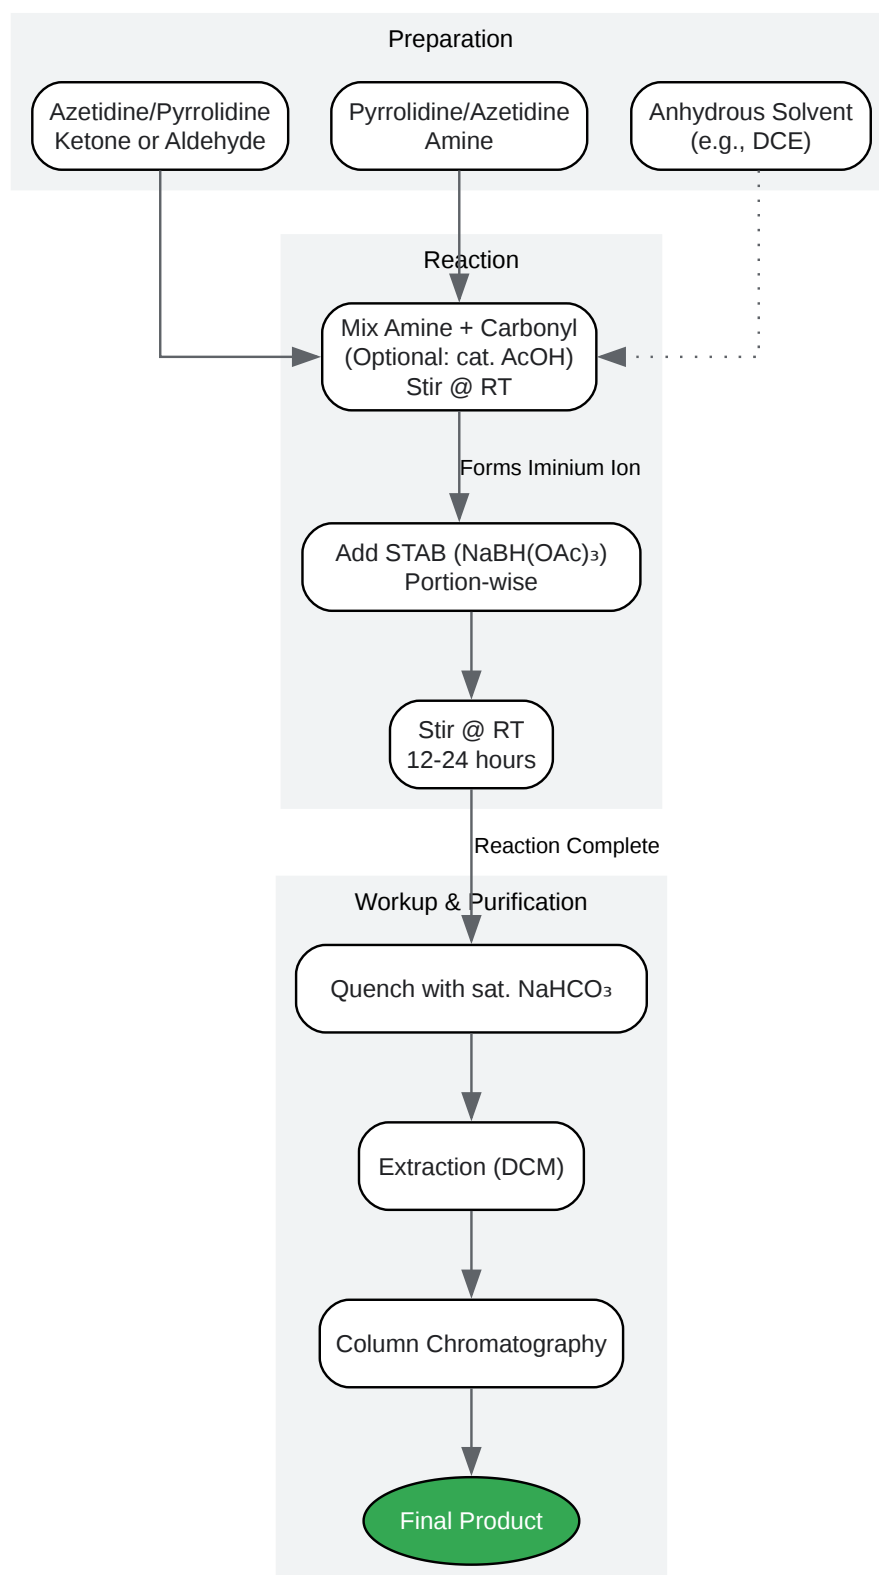 Preparation
Azetidine/Pyrrolidine
Ketone or Aldehyde
Pyrrolidine/Azetidine
Amine
Anhydrous Solvent
(e.g., DCE)
Reaction
Mix Amine + Carbonyl
(Optional: cat. AcOH)
Stir @ RT
Forms Iminium Ion
Add STAB (NaBH(OAc)₃)
Portion-wise
Stir @ RT
12-24 hours
Reaction Complete
Workup & Purification
Quench with sat. NaHCO₃
Extraction (DCM)
Column Chromatography
Final Product